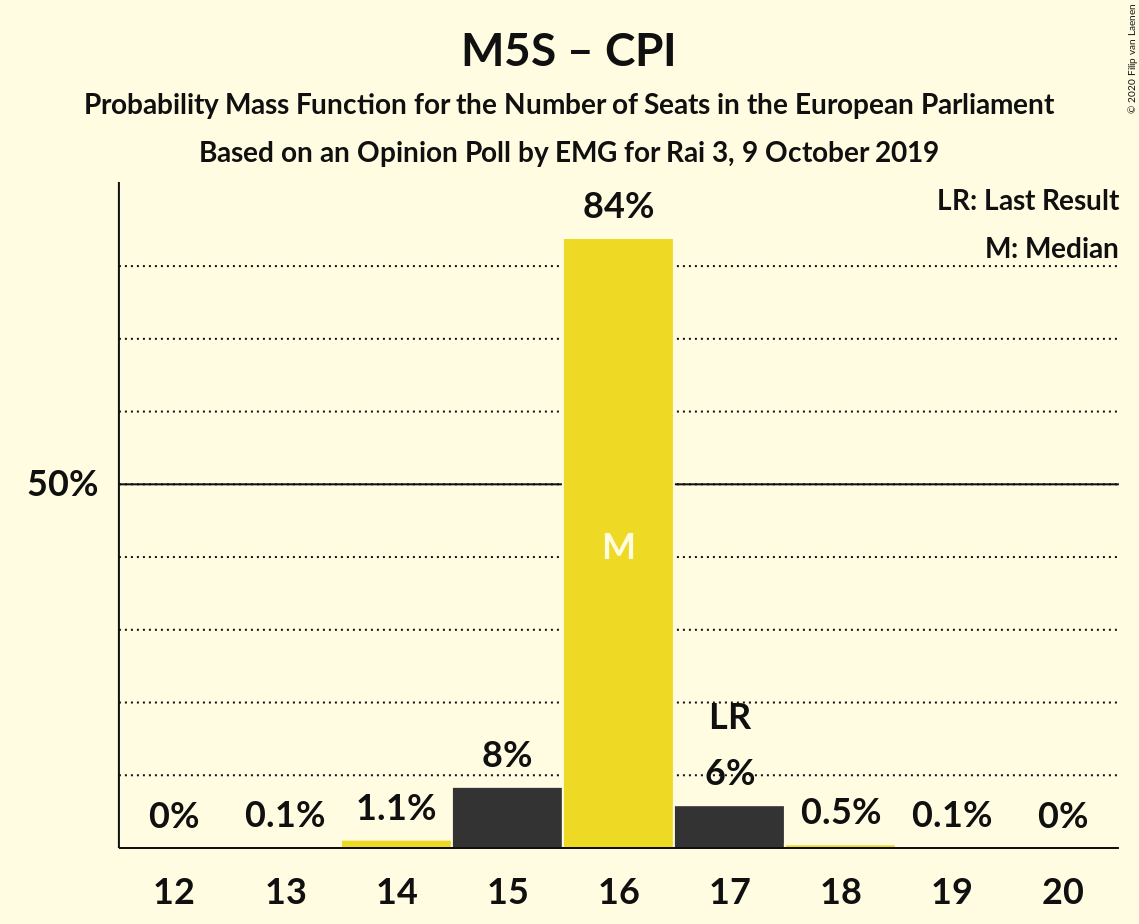 M5S – CPI
Probability Mass Function for the Number of Seats in the European Parliament
Based on an Opinion Poll by EMG for Rai 3, 9 October 2019
© 2020 Filip van Laenen
LR: Last Result
M: Median
84%
50%
M
LR
8%
6%
0%
0.1%
1.1%
0.5%
0.1%
0%
12 13 14 15 16 17 18 19 20